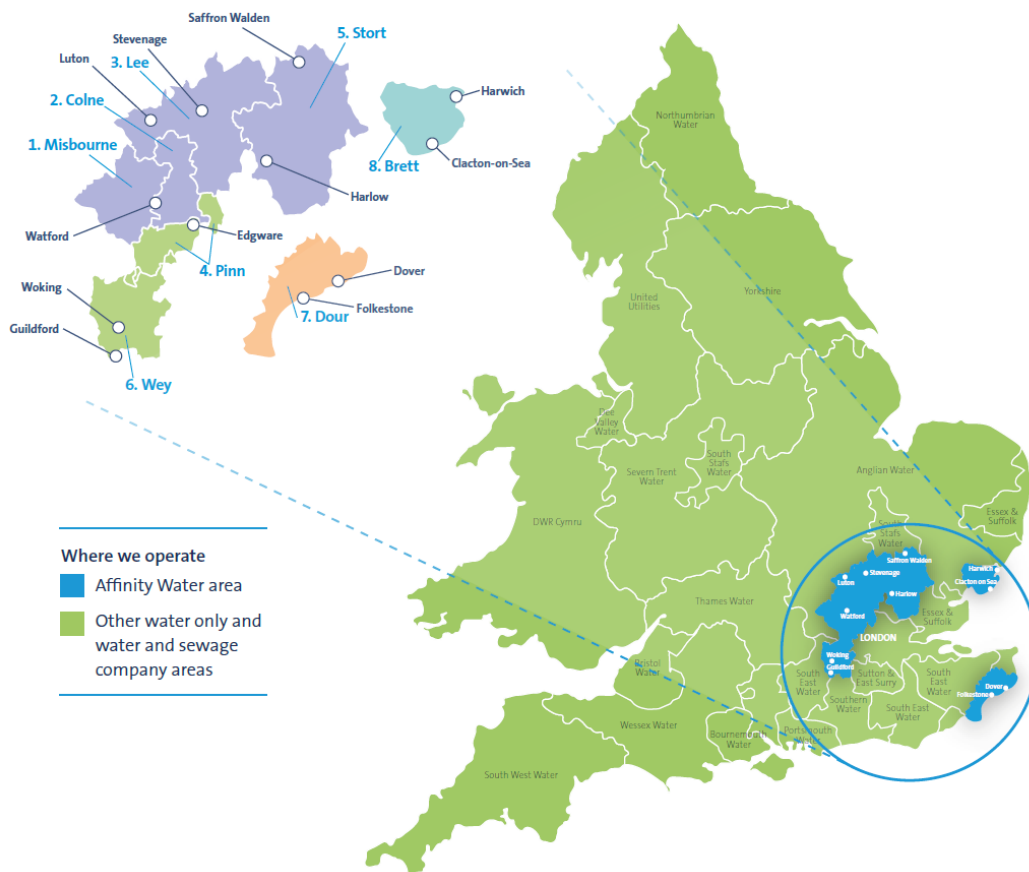 Saffron Walden
Stevenage
5. Stort
Luton
3. Lee
2. Colne
1. Misbourne
Harwich
8. Brett
Clacton-on-Sea
Harlow
Watford
Edgware
4. Pinn
Dover
Woking
Folkestone
7. Dour
Guildford
6. Wey
Northumbrian
Water
Yorkshire
United
Utilities
Dee
Valley
Water
South
Stafs
Water
Severn Trent
Water
Anglian Water
Essex &
Suffolk
DWR Cymru
South
Stafs
Water
Saffron Walden
Stevenage
Luton
Harlow
Harwich
Clacton on Sea
Watford
Essex &
Suffolk
Thames Water
LONDON
Woking
Guildford
Bristol
Water
South
East
Water
Sutton &
East Surry
South
East
Water
Dover
Folkestone
Southern
Water
South East
Water
Wessex Water
Bournemouth
Water
Portsmouth
Water
South West Water
Where we operate
Affinity Water area
Other water only and
water and sewage
company areas